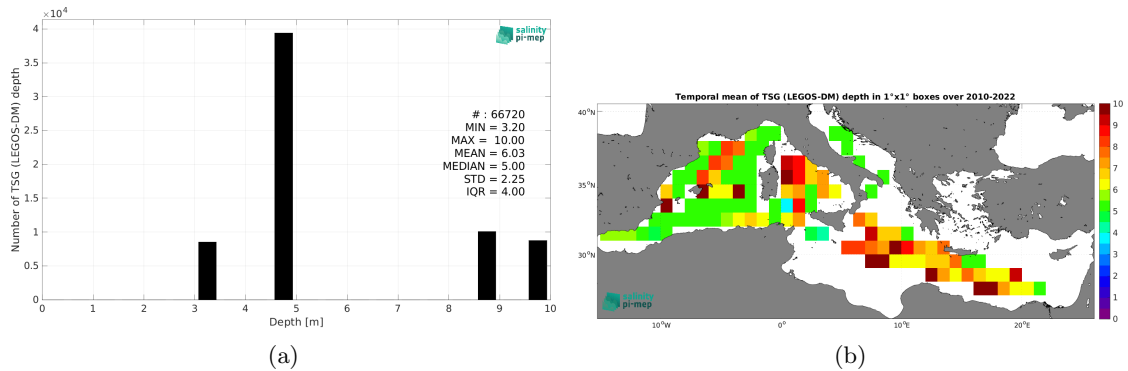 ×10⁴
4
3.5
3
2.5
2
1.5
1
0.5
0
Number of TSG (LEGOS-DM) depth
salinity
pi-mep
# : 66720
MIN = 3.20
MAX = 10.00
MEAN = 6.03
MEDIAN = 5.00
STD = 2.25
IQR = 4.00
0 1 2 3 4 5 6 7 8 9 10
Depth [m]
(a)
Temporal mean of TSG (LEGOS-DM) depth in 1°x1° boxes over 2010-2022
40°N
35°N
30°N
10°W 0° 10°E 20°E
salinity
pi-mep
10
9
8
7
6
5
4
3
2
1
0
(b)